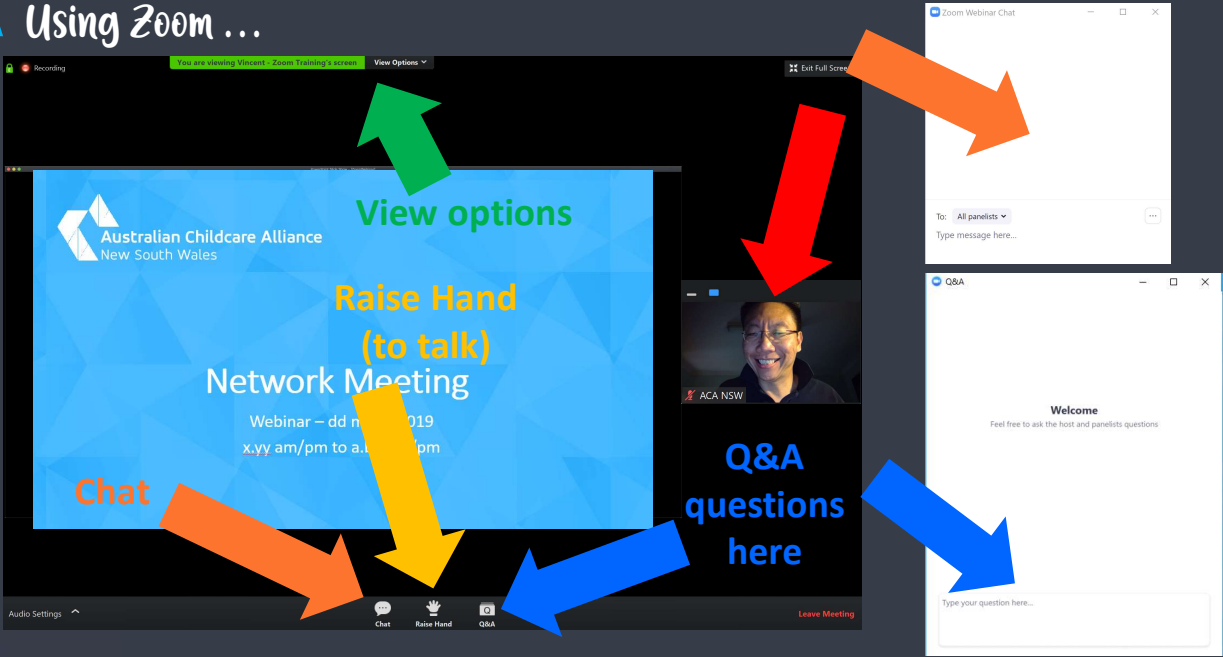 Using Zoom ...
Recording
You are viewing Vincent - Zoom Training's screen
View Options
Exit Full
View options
Australian Childcare Alliance
New South Wales
Raise Hand
(to talk)
Network Meeting
Webinar – dd 019
x.yy am/pm to pm
Chat
ACA NSW
Q&A
questions
here
Audio Settings
Chat
Raise Hand
Q
Q&A
Leave Meeting
Zoom Webinar Chat
To: All panelists
Type message here...
Q&A
Welcome
Feel free to ask the host and panelists questions
Type your question here...